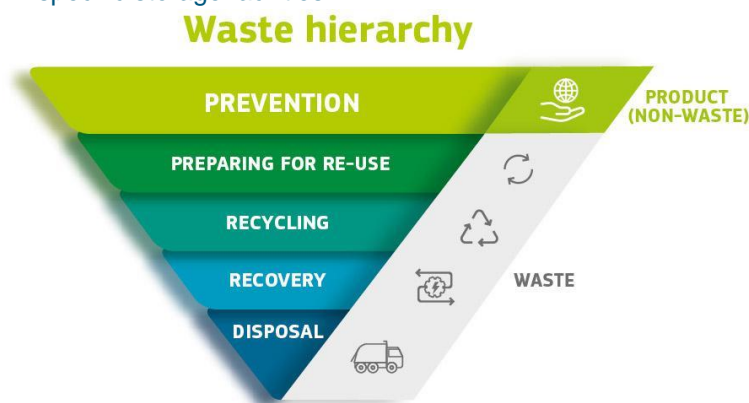 Waste hierarchy
PREVENTION
PRODUCT
(NON-WASTE)
PREPARING FOR RE-USE
RECYCLING
RECOVERY
WASTE
DISPOSAL